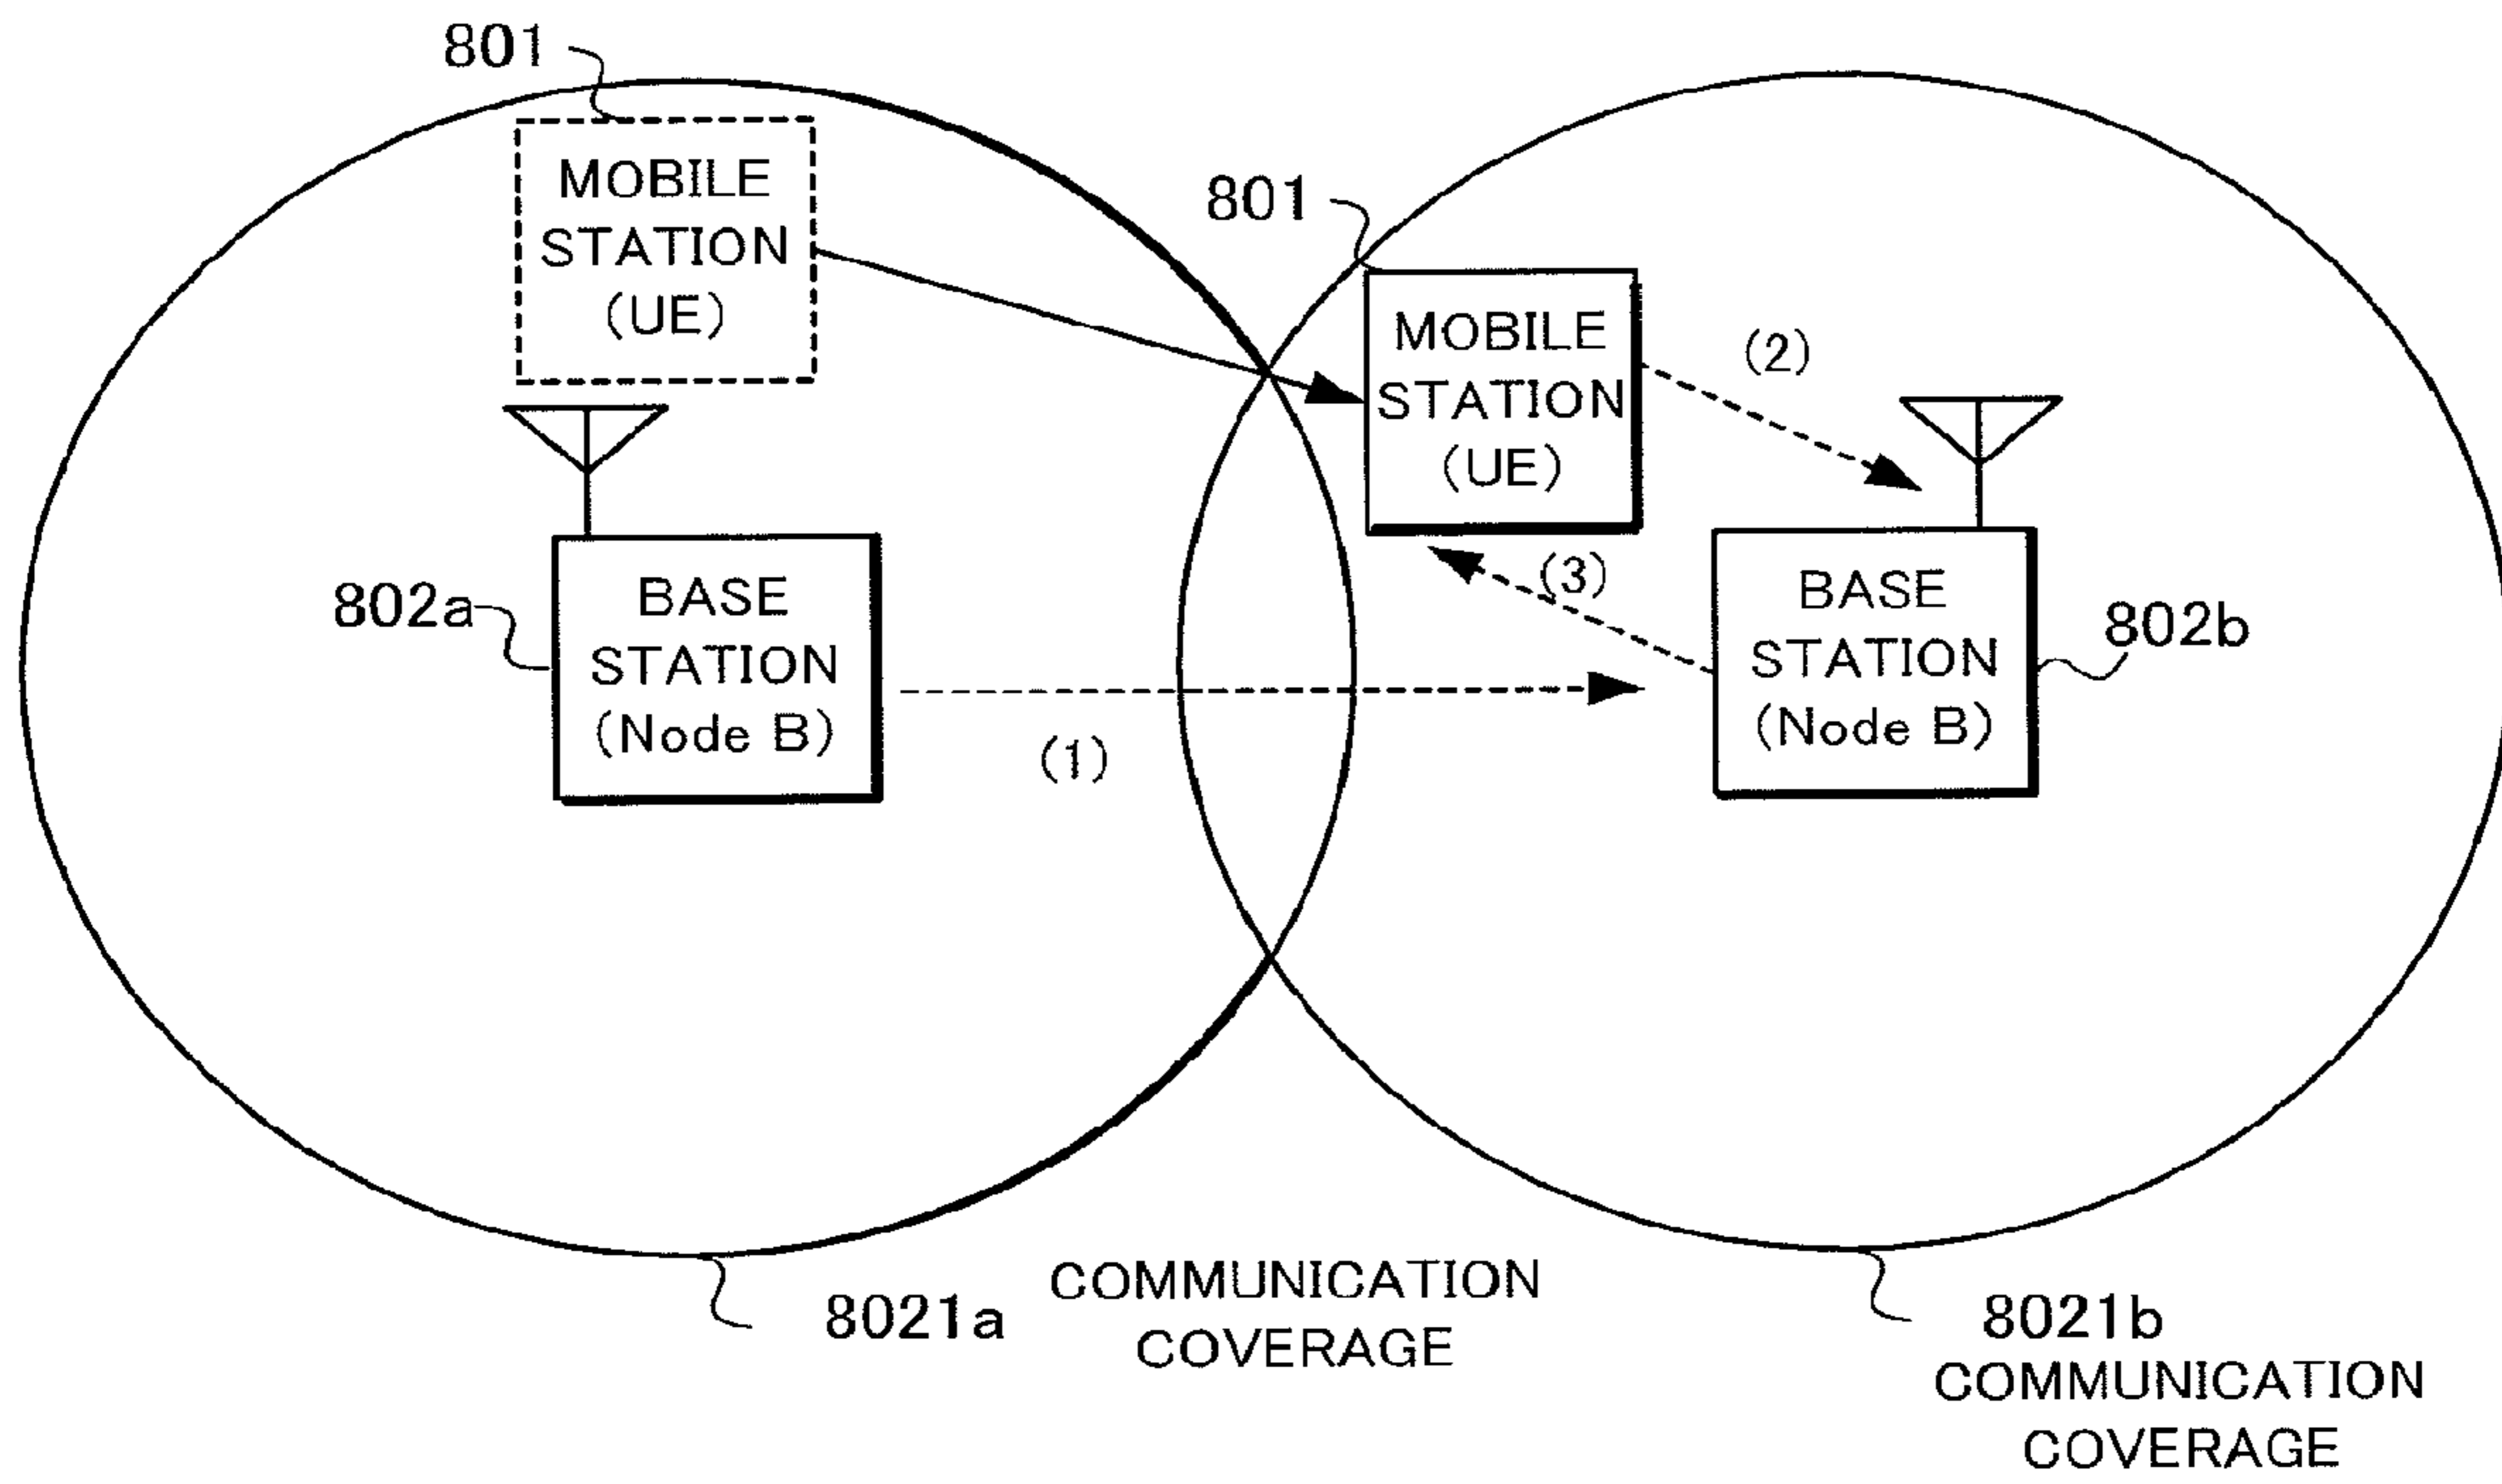 801
MOBILE
STATION
(UE)
801
MOBILE
STATION
(UE)
(2)
(3)
802a
BASE
STATION
(Node B)
BASE
STATION
(Node B)
802b
(1)
8021a
COMMUNICATION
COVERAGE
8021b
COMMUNICATION
COVERAGE